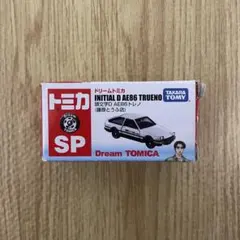 トミカ
SP
ドリームトミカ
INITIAL D AE86 TRUENO
頭文字D AE86トレノ
(藤原とうふ店)
TAKARA
TOMY
Dream TOMICA